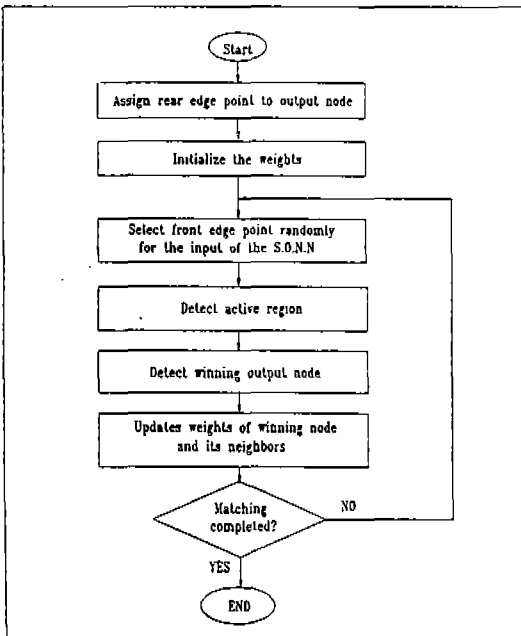 Start
Assign rear edge point to output node
Initialize the weights
Select front edge point randomly
for the input of the S.O.N.N
Detect active region
Detect winning output node
Updates weights of winning node
and its neighbors
Matching
completed?
NO
YES
END